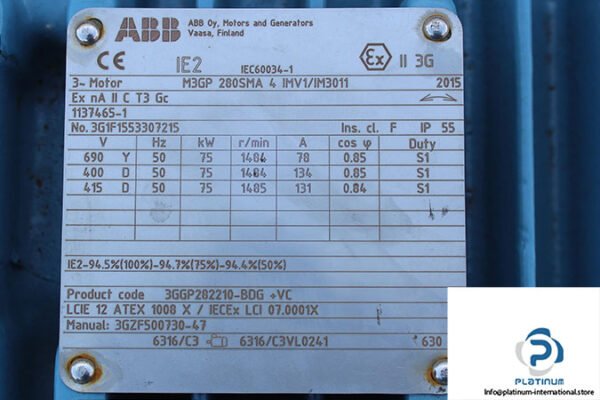 ABB ABB Oy, Motors and Generators
Vaasa, Finland
CE IE2 IEC60034-1 Ex II 3G
3~ Motor M3GP 280SMA 4 IMV1/IM3011 2015
Ex nA II C T3 Gc
1137465-1
No. 3G1F1553307215 Ins. cl. F IP 55
V Hz kW r/min A cos φ Duty
690 Y 50 75 1484 78 0.85 S1
400 D 50 75 1484 134 0.85 S1
415 D 50 75 1485 131 0.84 S1
IE2-94.5%(100%)-94.7%(75%)-94.4%(50%)
Product code 3GGP282210-BDG +VC
LCIE 12 ATEX 1008 X / IECEx LCI 07.0001X
Manual: 3GZF500730-47
6316/C3 6316/C3VL0241 630
PLATINUM
INTERNATIONAL
Info@platinum-international.store